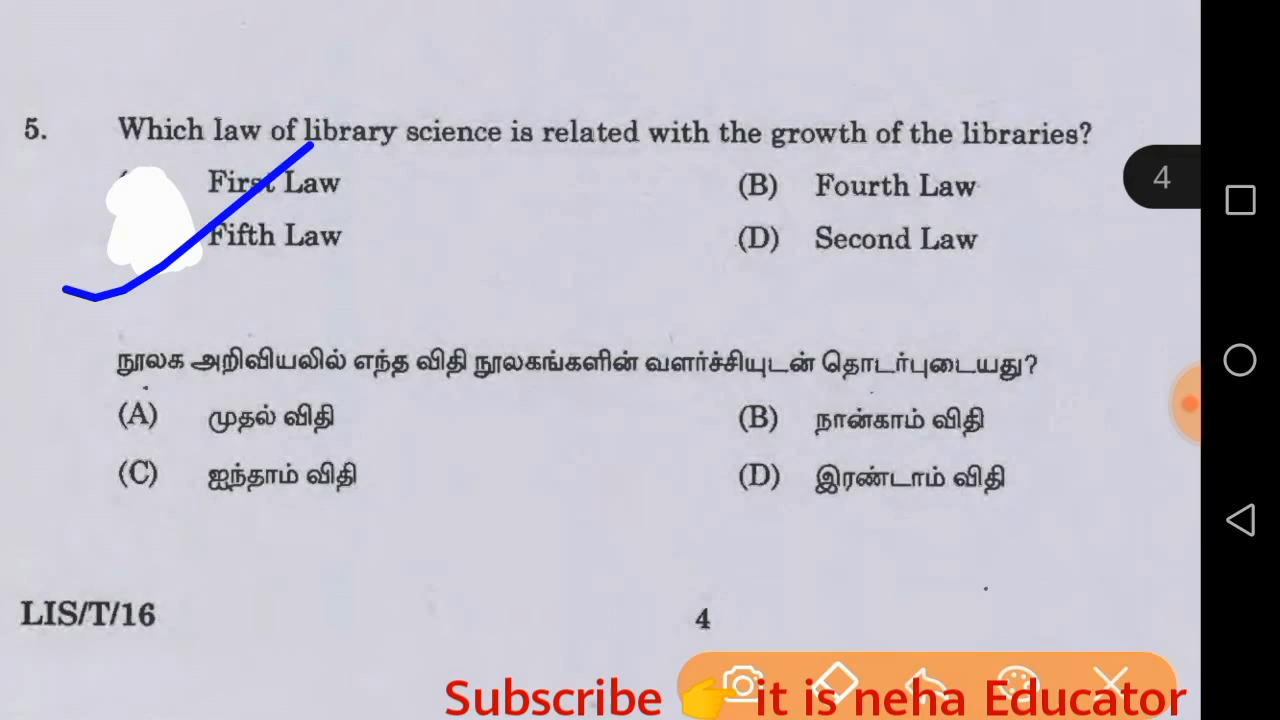 5. Which law of library science is related with the growth of the libraries?
First Law (B) Fourth Law
Fifth Law (D) Second Law
4
நூலக அறிவியலில் எந்த விதி நூலகங்களின் வளர்ச்சியுடன் தொடர்புடையது?
(A) முதல் விதி (B) நான்காம் விதி
(C) ஐந்தாம் விதி (D) இரண்டாம் விதி
LIS/T/16 4
Subscribe 👉 it is neha Educator